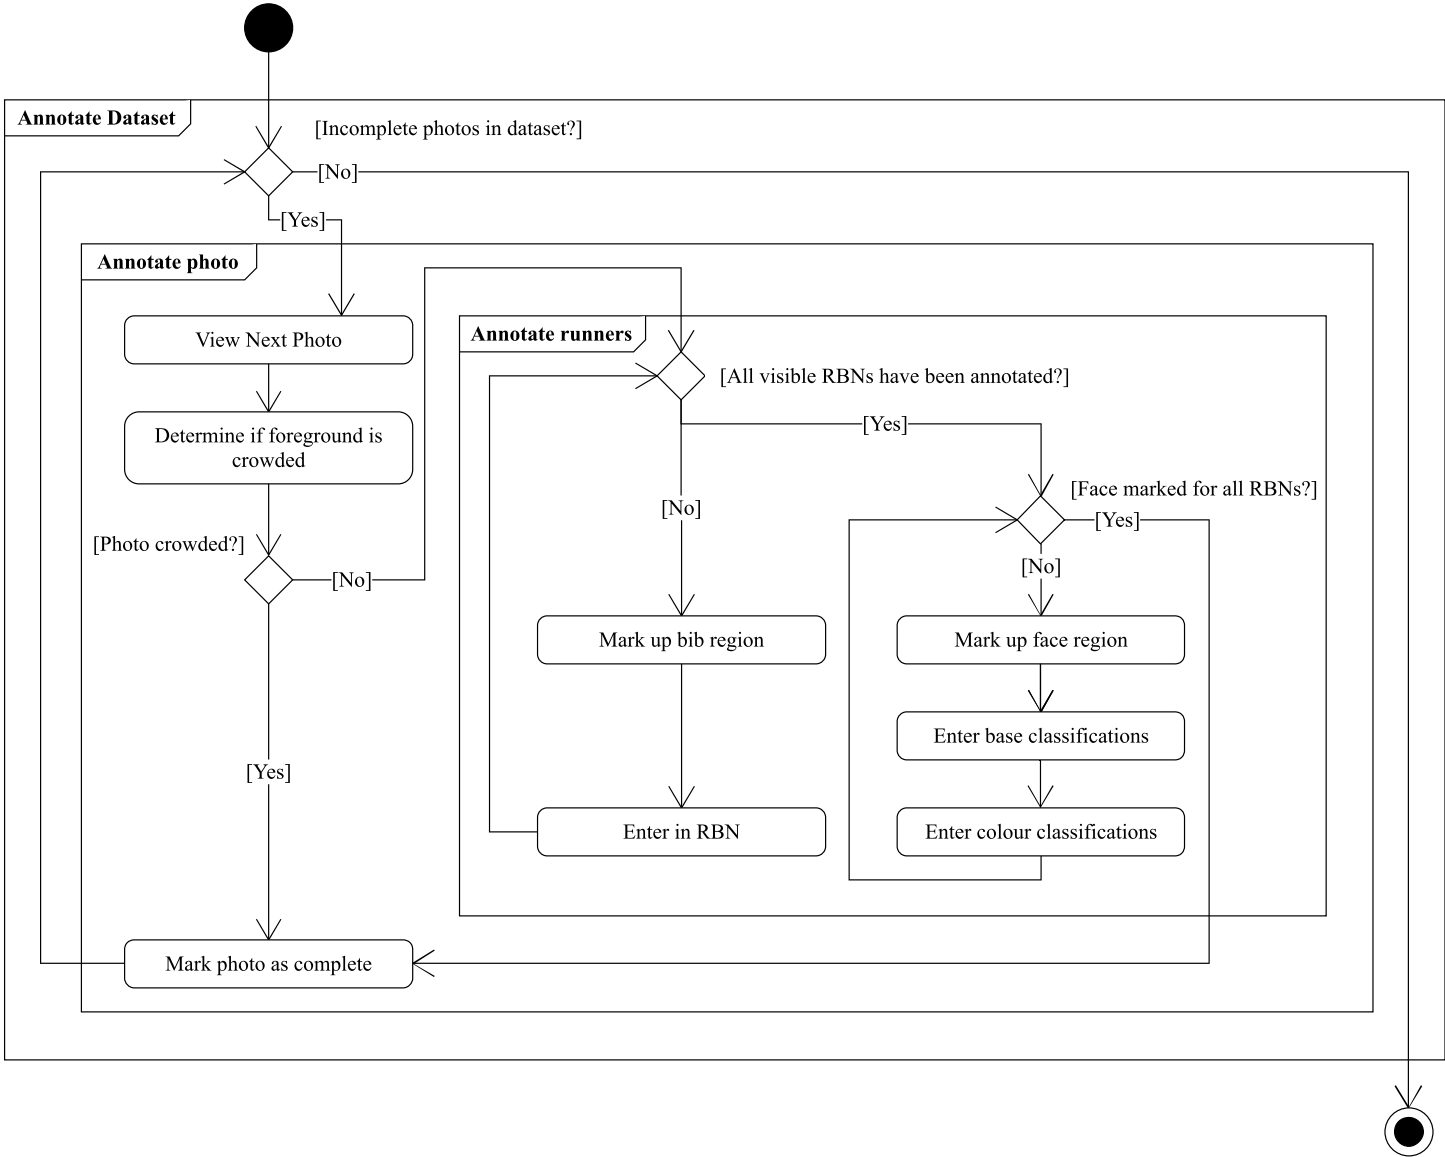 Annotate Dataset
[Incomplete photos in dataset?]
[No]
[Yes]
Annotate photo
View Next Photo
Determine if foreground is
crowded
[Photo crowded?]
[No]
[Yes]
Mark photo as complete
Annotate runners
[All visible RBNs have been annotated?]
[Yes]
[No]
Mark up bib region
Enter in RBN
[Face marked for all RBNs?]
[Yes]
[No]
Mark up face region
Enter base classifications
Enter colour classifications